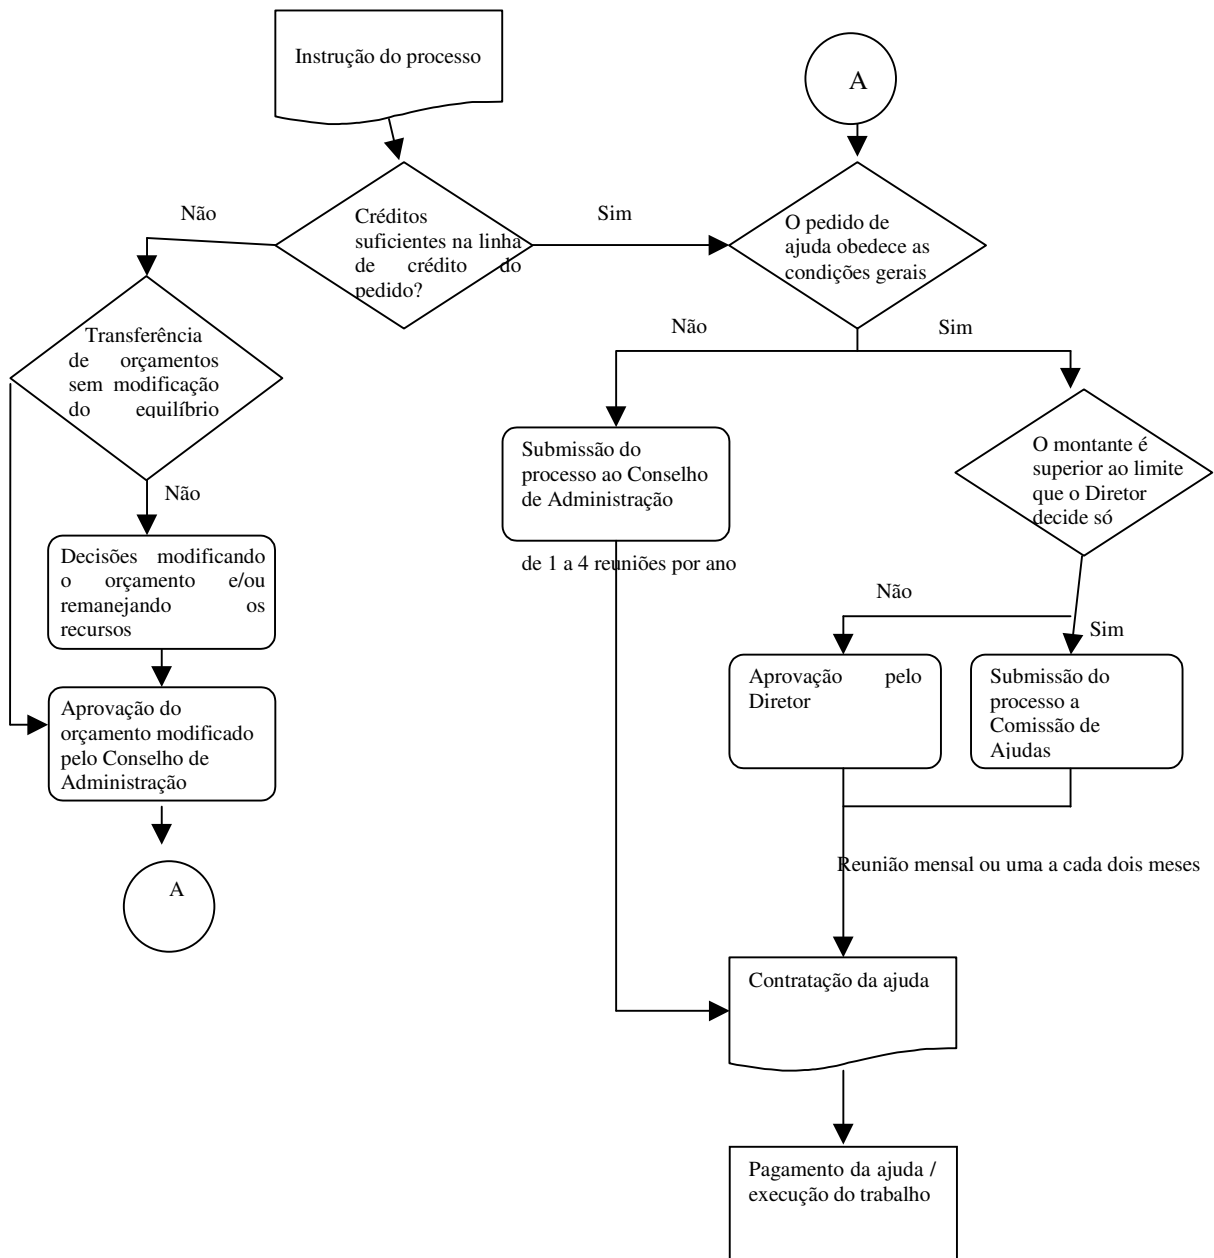 Instrução do processo
A
Não
Créditos
suficientes na linha
de crédito do
pedido?
Sim
O pedido de
ajuda obedece as
condições gerais
Transferência
de orçamentos
sem modificação
do equilíbrio
Não
Sim
Não
Submissão do
processo ao Conselho
de Administração
de 1 a 4 reuniões por ano
O montante é
superior ao limite
que o Diretor
decide só
Decisões modificando
o orçamento e/ou
remanejando os
recursos
Não
Sim
Aprovação do
orçamento modificado
pelo Conselho de
Administração
Aprovação pelo
Diretor
Submissão do
processo a
Comissão de
Ajudas
A
Reunião mensal ou uma a cada dois meses
Contratação da ajuda
Pagamento da ajuda /
execução do trabalho